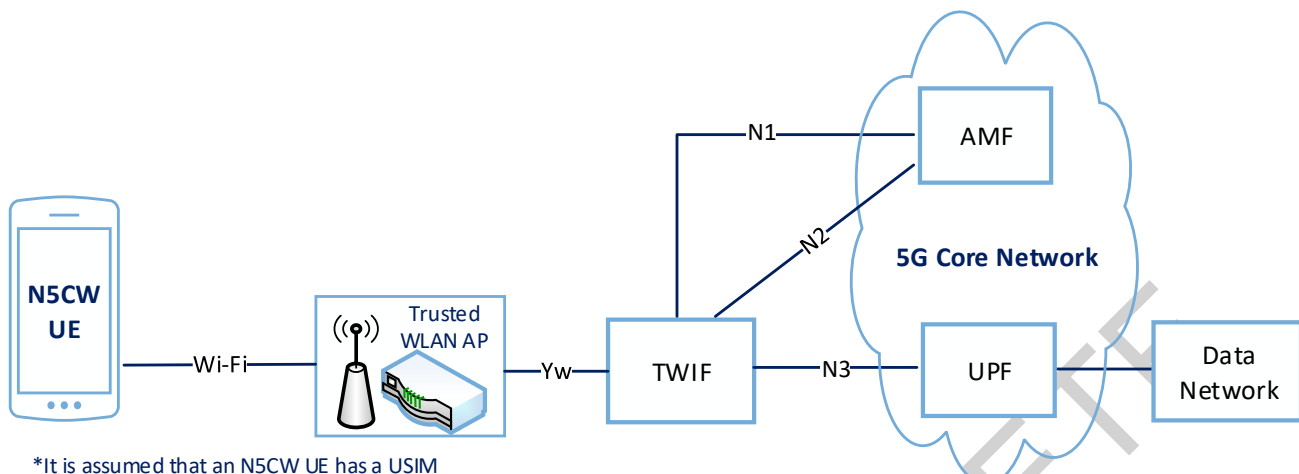 N1
AMF
N2
5G Core Network
N5CW
UE
Trusted
WLAN AP
Wi-Fi
Yw
TWIF
N3
UPF
Data
Network
*It is assumed that an N5CW UE has a USIM